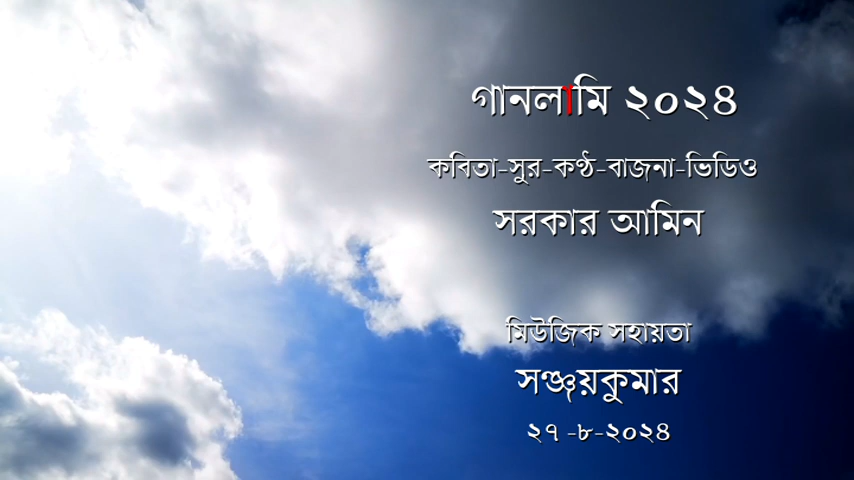 গানলামি ২০২৪
কবিতা-সুর-কণ্ঠ-বাজনা-ভিডিও
সরকার আমিন
মিউজিক সহায়তা
সঞ্জয়কুমার
২৭ -৮-২০২৪